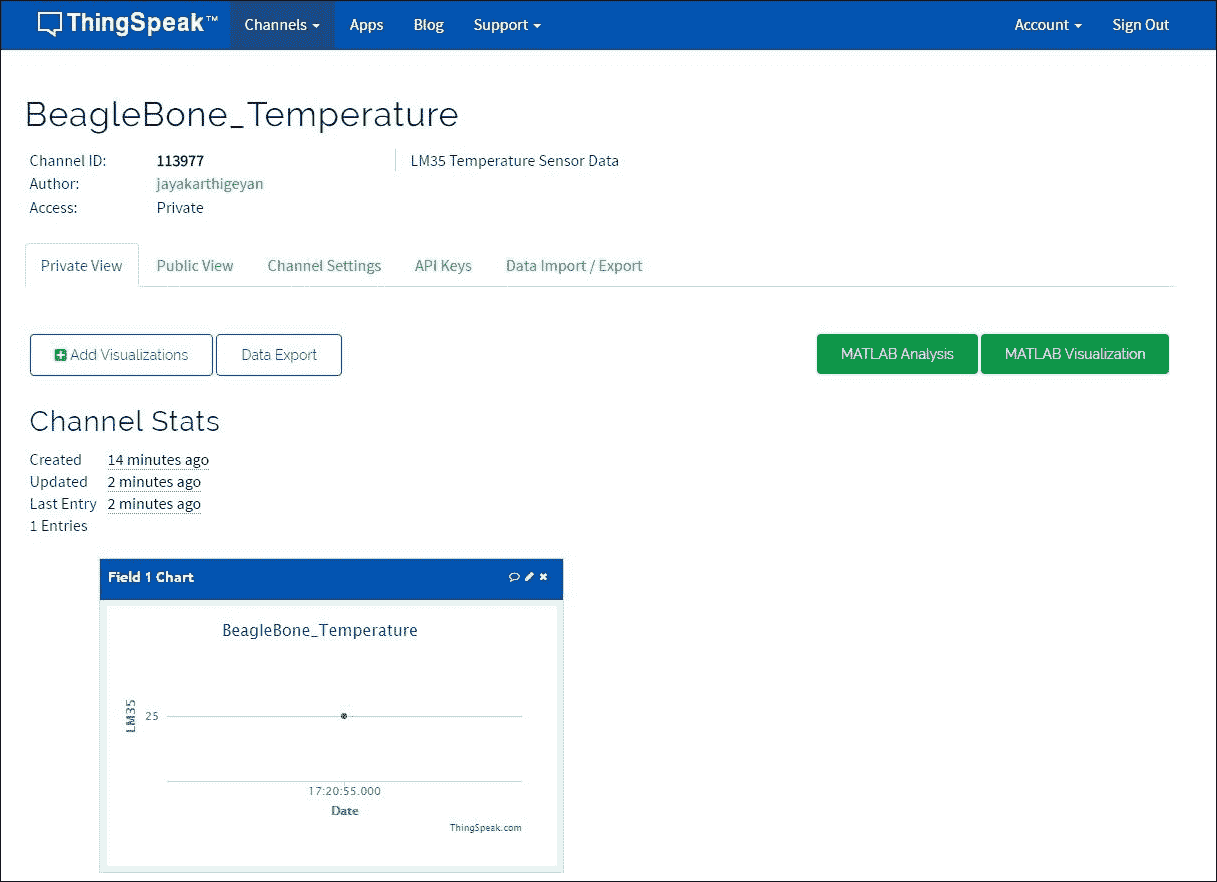 ThingSpeak™ Channels Apps Blog Support Account Sign Out
BeagleBone_Temperature
Channel ID: 113977 LM35 Temperature Sensor Data
Author: jayakarthigeyan
Access: Private
Private View Public View Channel Settings API Keys Data Import / Export
Add Visualizations Data Export MATLAB Analysis MATLAB Visualization
Channel Stats
Created 14 minutes ago
Updated 2 minutes ago
Last Entry 2 minutes ago
1 Entries
Field 1 Chart
BeagleBone_Temperature
LM35
25
17:20:55.000
Date
ThingSpeak.com